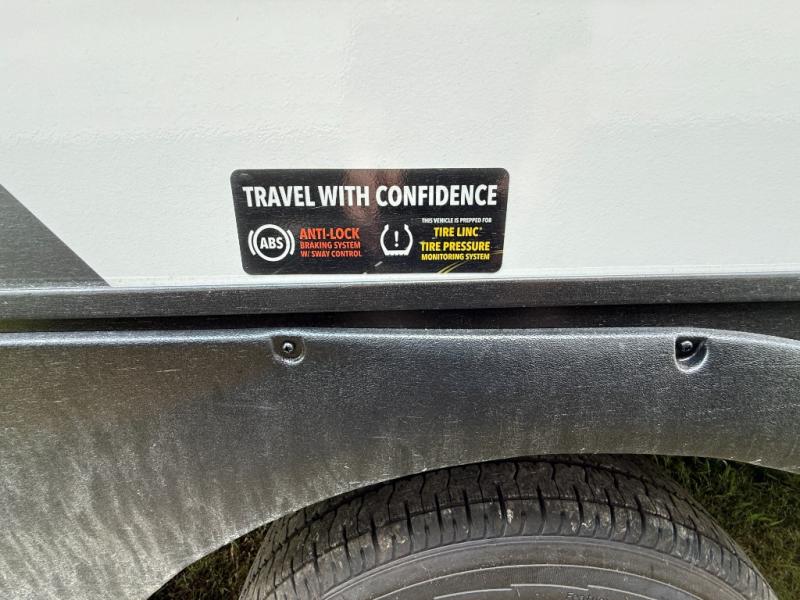 TRAVEL WITH CONFIDENCE
ABS
ANTI-LOCK
BRAKING SYSTEM
W/ SWAY CONTROL
THIS VEHICLE IS PREPPED FOR
TIRE LINC®
TIRE PRESSURE
MONITORING SYSTEM